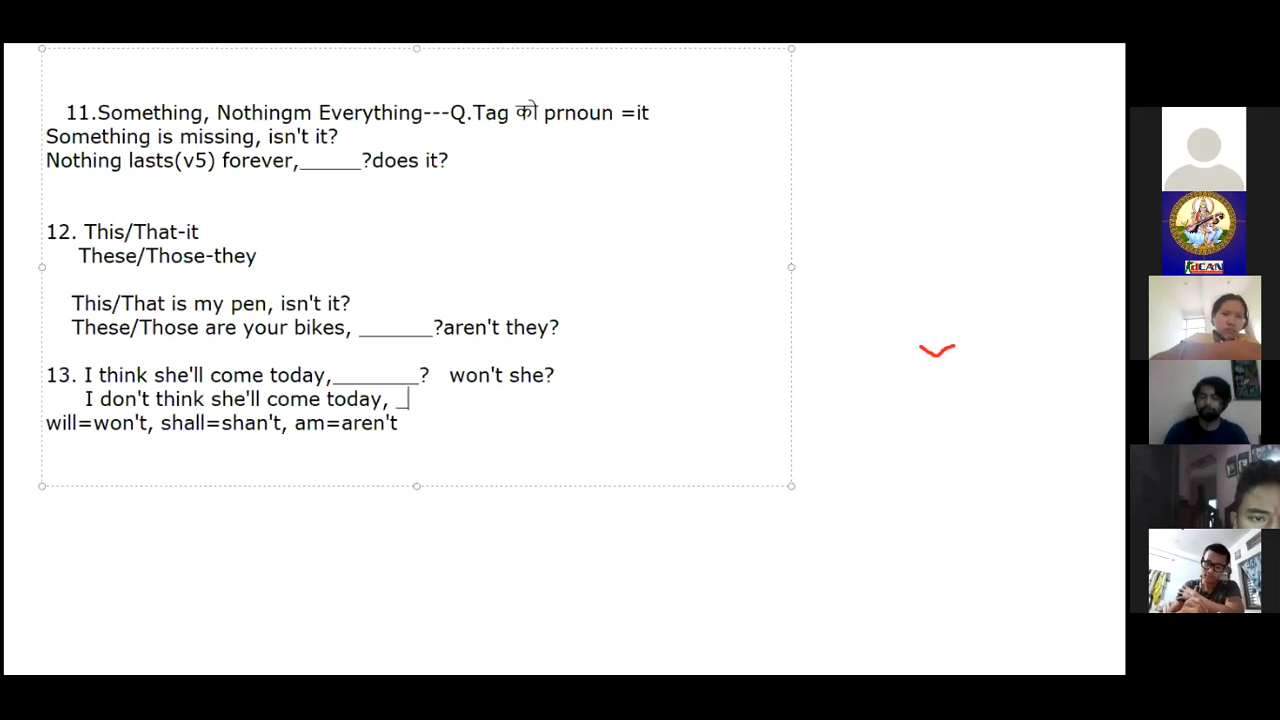 11.Something, Nothingm Everything---Q.Tag को prnoun =it
Something is missing, isn't it?
Nothing lasts(v5) forever,______?does it?
12. This/That-it
These/Those-they
This/That is my pen, isn't it?
These/Those are your bikes, _______?aren't they?
13. I think she'll come today,________? won't she?
I don't think she'll come today, _
will=won't, shall=shan't, am=aren't